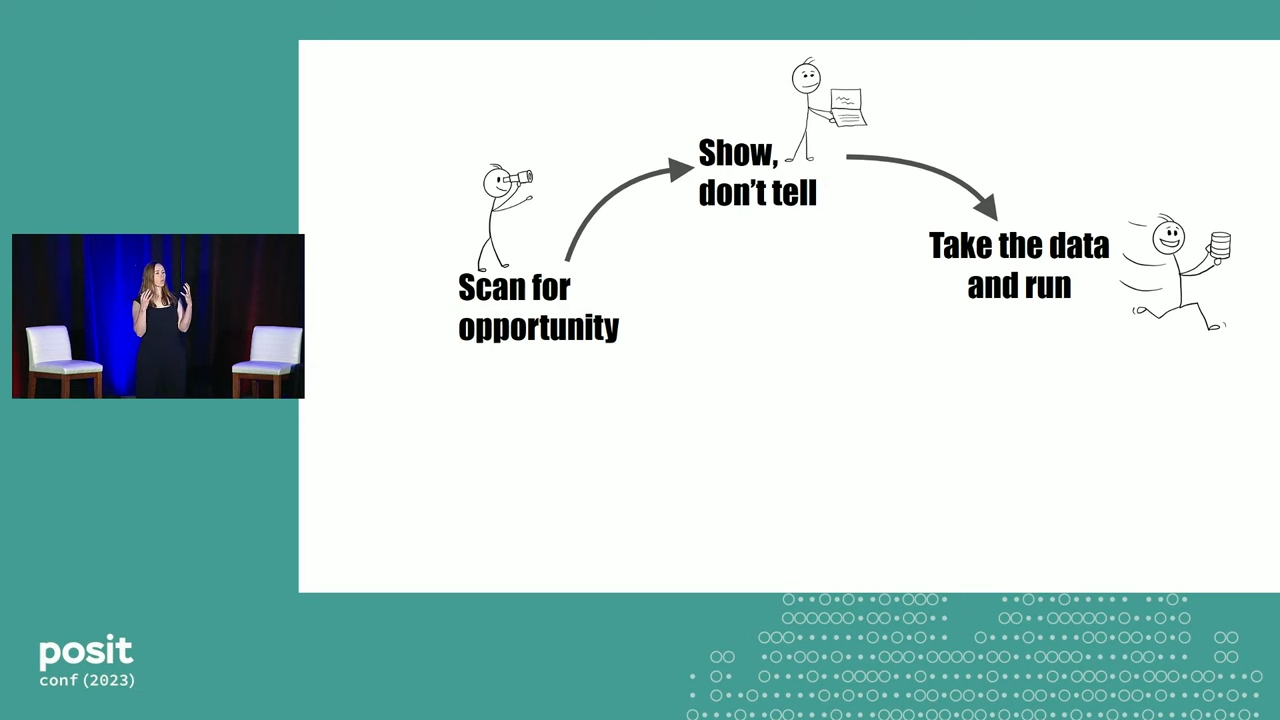 Show,
don't tell
Scan for
opportunity
Take the data
and run
posit
conf(2023)